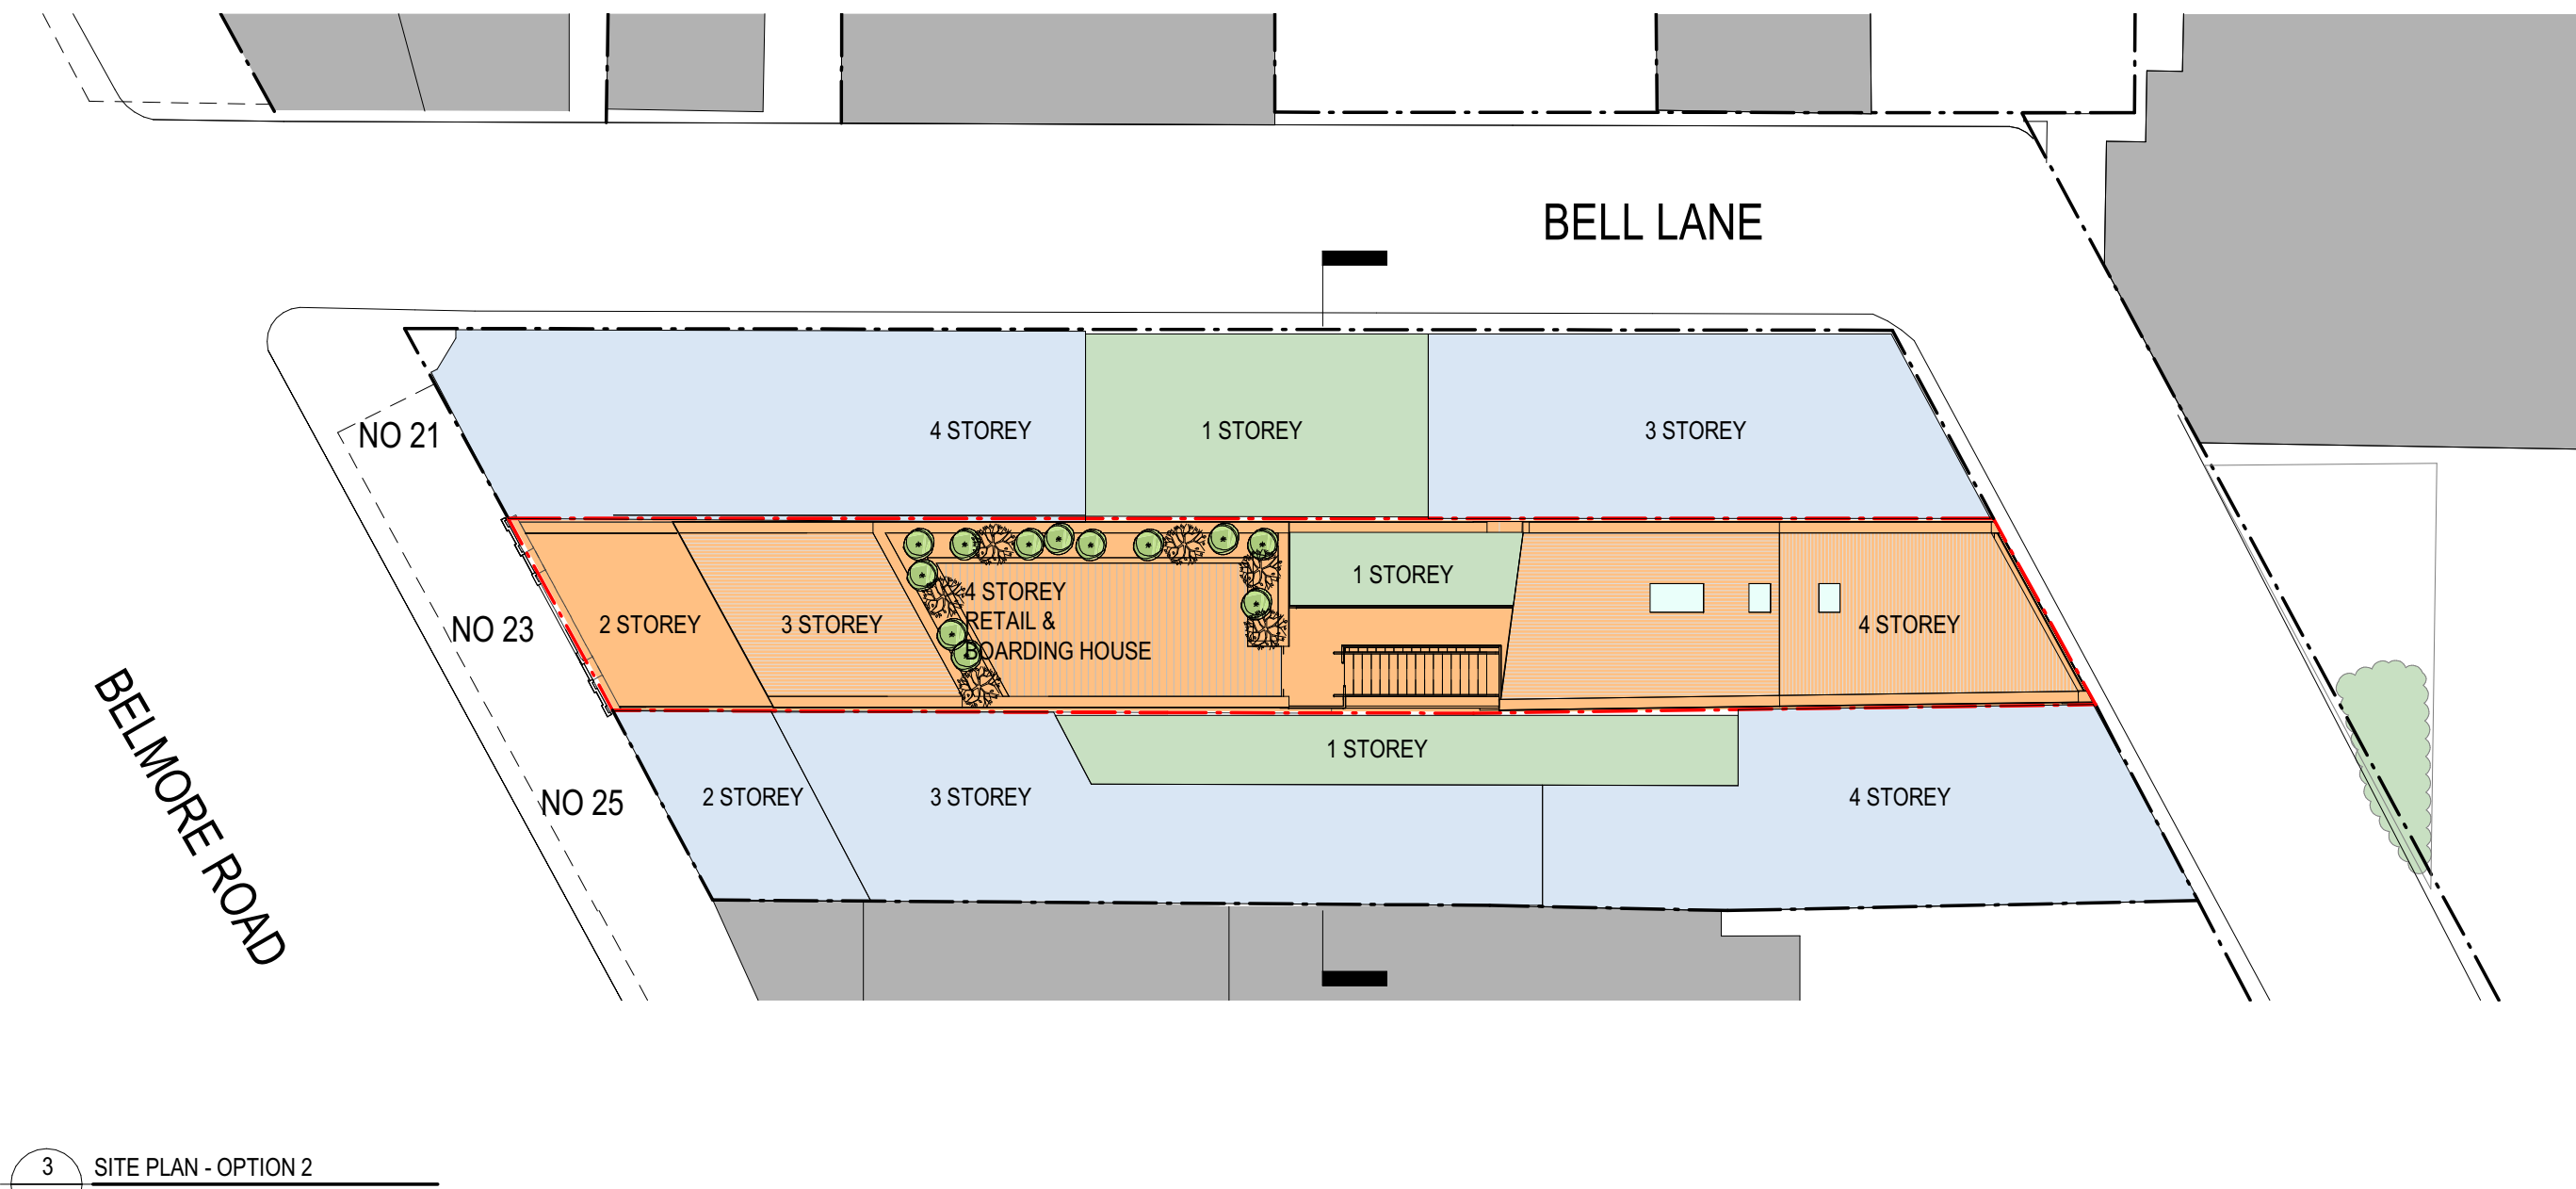 BELL LANE
NO 21
4 STOREY
1 STOREY
3 STOREY
NO 23
2 STOREY
3 STOREY
4 STOREY
RETAIL &
BOARDING HOUSE
1 STOREY
4 STOREY
BELMORE ROAD
NO 25
2 STOREY
3 STOREY
1 STOREY
4 STOREY
3
SITE PLAN - OPTION 2